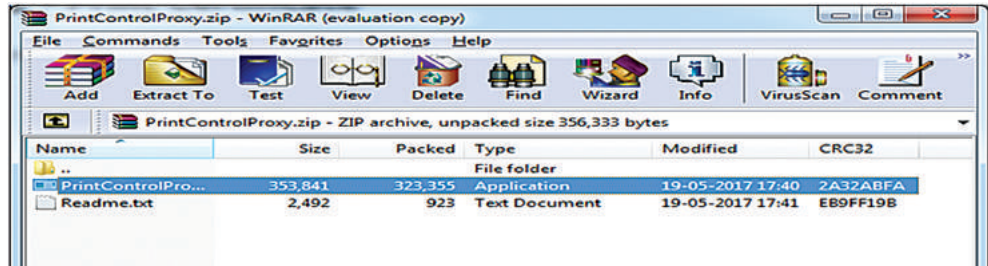 PrintControlProxy.zip - WinRAR (evaluation copy)
File Commands Tools Favorites Options Help
Add Extract To Test View Delete Find Wizard Info VirusScan Comment
PrintControlProxy.zip - ZIP archive, unpacked size 356,333 bytes
Name Size Packed Type Modified CRC32
.. File folder
PrintControlPro... 353,841 323,355 Application 19-05-2017 17:40 2A32ABFA
Readme.txt 2,492 923 Text Document 19-05-2017 17:41 EB9FF19B